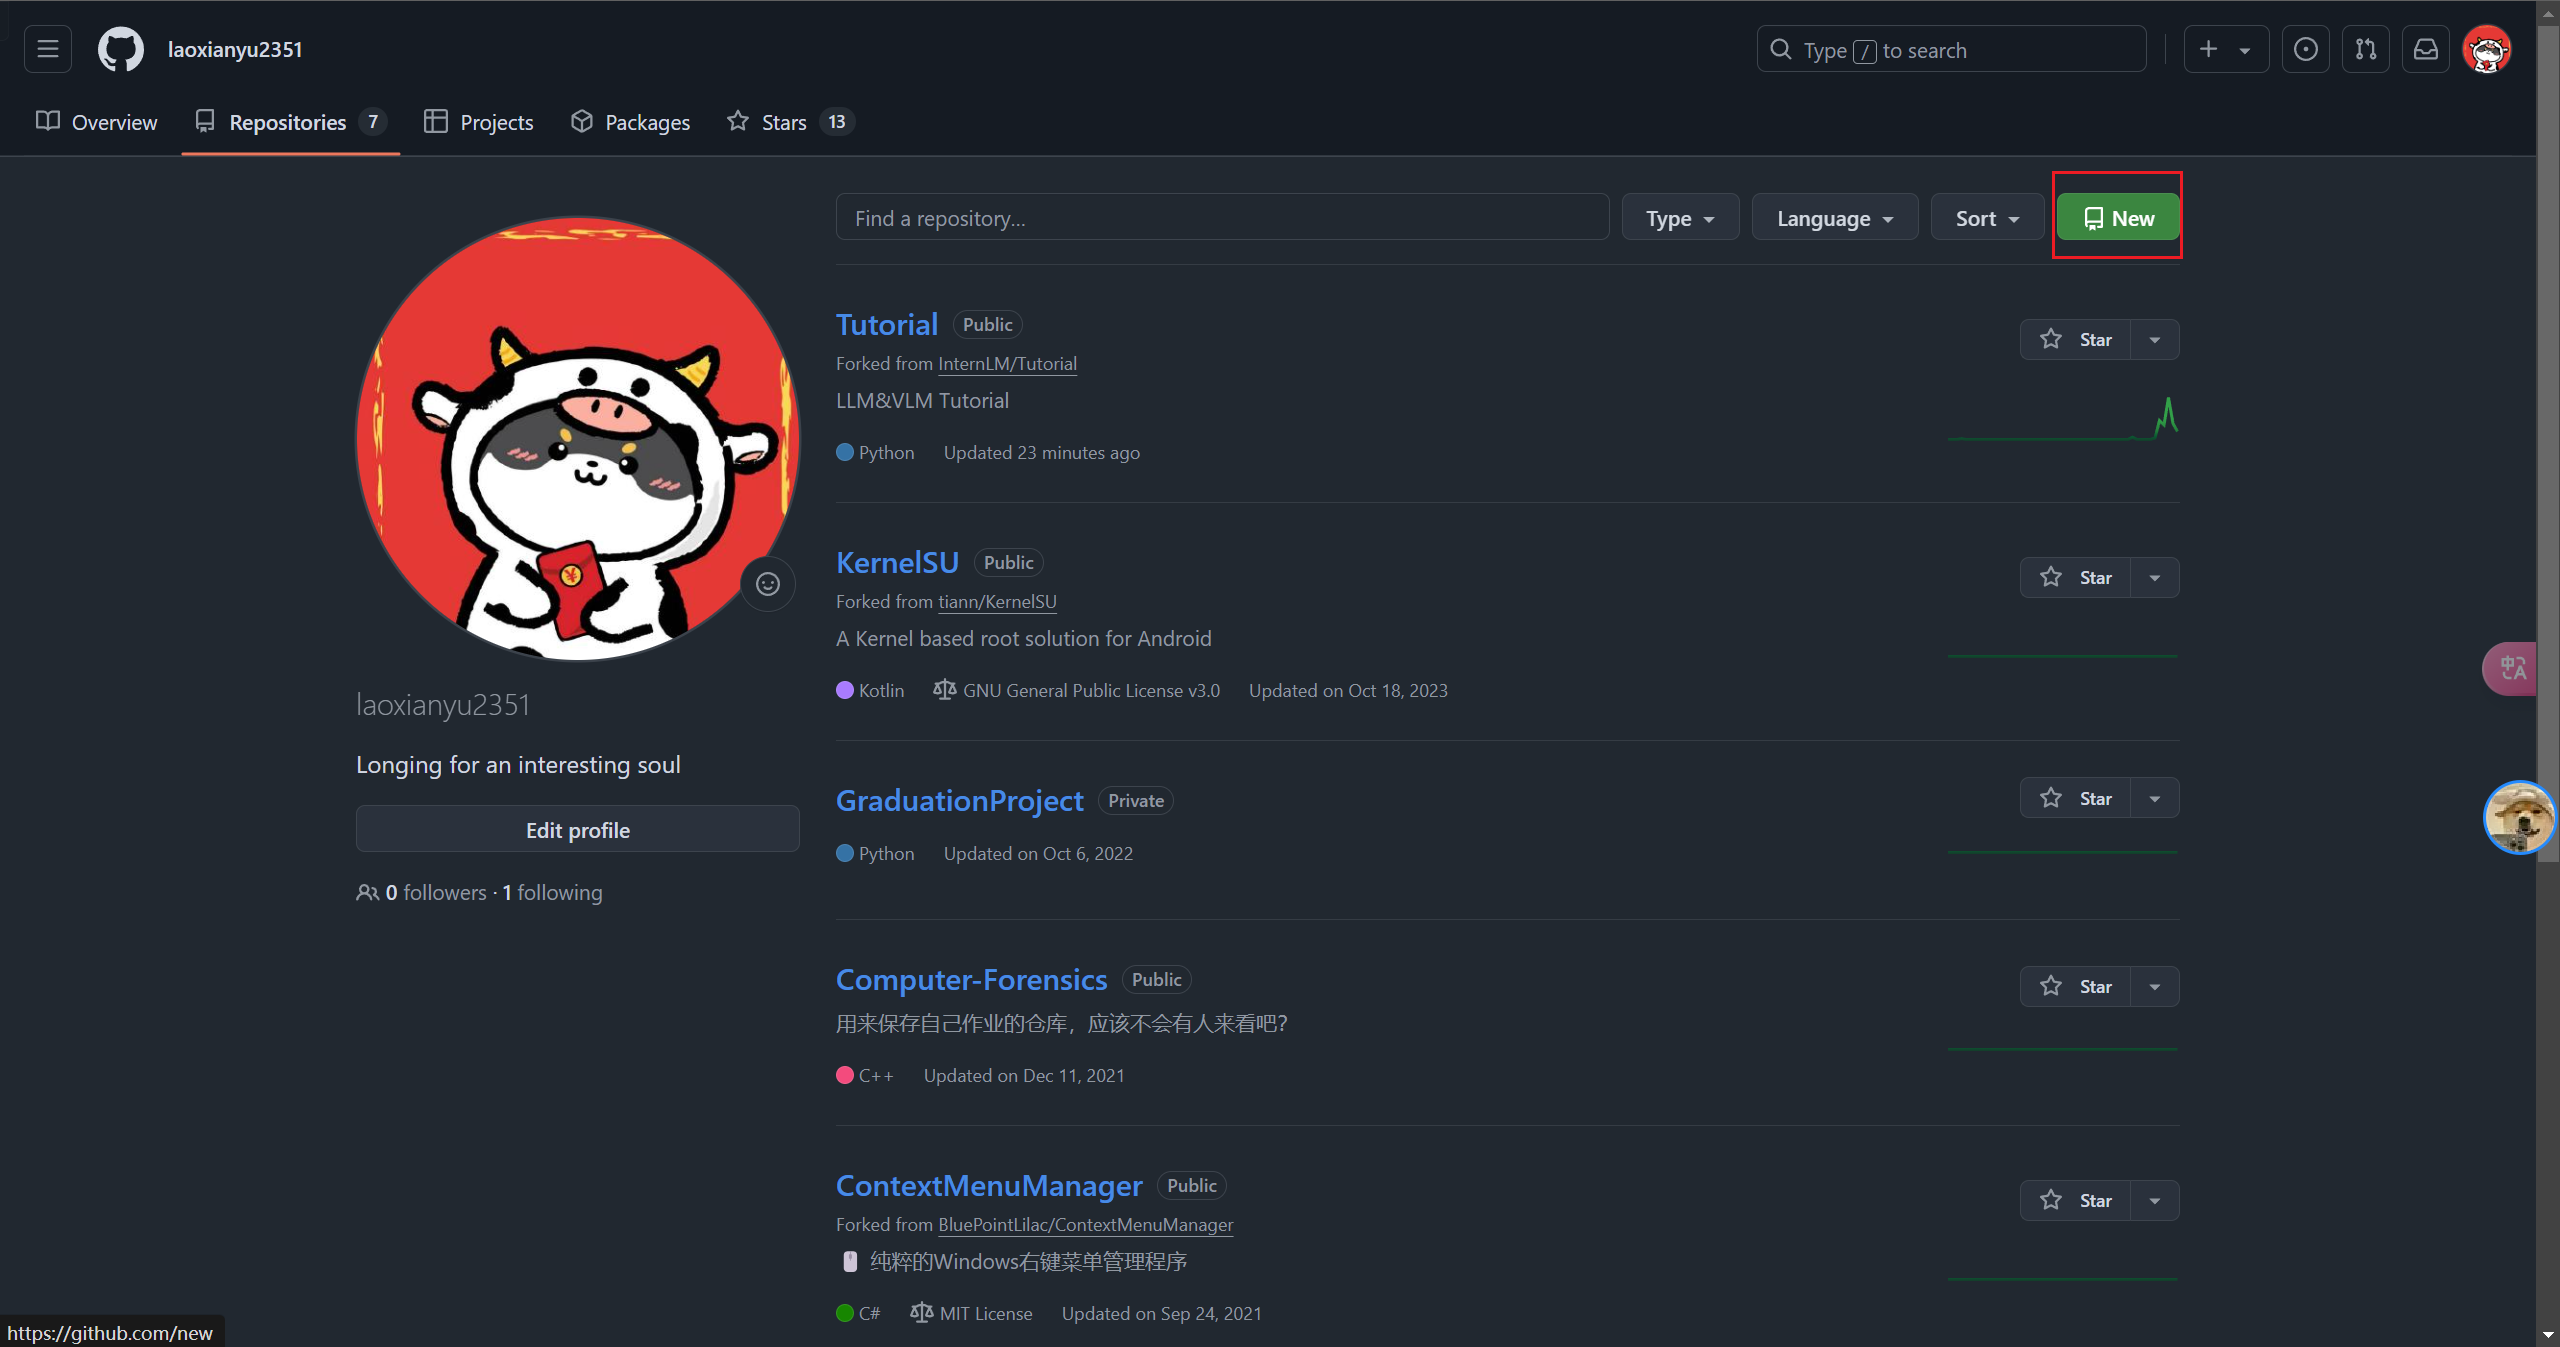 laoxianyu2351
Type / to search
Overview
Repositories 7
Projects
Packages
Stars 13
Find a repository...
Type
Language
Sort
New
laoxianyu2351
Longing for an interesting soul
Edit profile
0 followers · 1 following
Tutorial Public
Star
Forked from InternLM/Tutorial
LLM&VLM Tutorial
Python Updated 23 minutes ago
KernelSU Public
Star
Forked from tiann/KernelSU
A Kernel based root solution for Android
Kotlin GNU General Public License v3.0 Updated on Oct 18, 2023
GraduationProject Private
Star
Python Updated on Oct 6, 2022
Computer-Forensics Public
Star
用来保存自己作业的仓库，应该不会有人来看吧？
C++ Updated on Dec 11, 2021
ContextMenuManager Public
Star
Forked from BluePointLilac/ContextMenuManager
纯粹的Windows右键菜单管理程序
C# MIT License Updated on Sep 24, 2021
中A
https://github.com/new